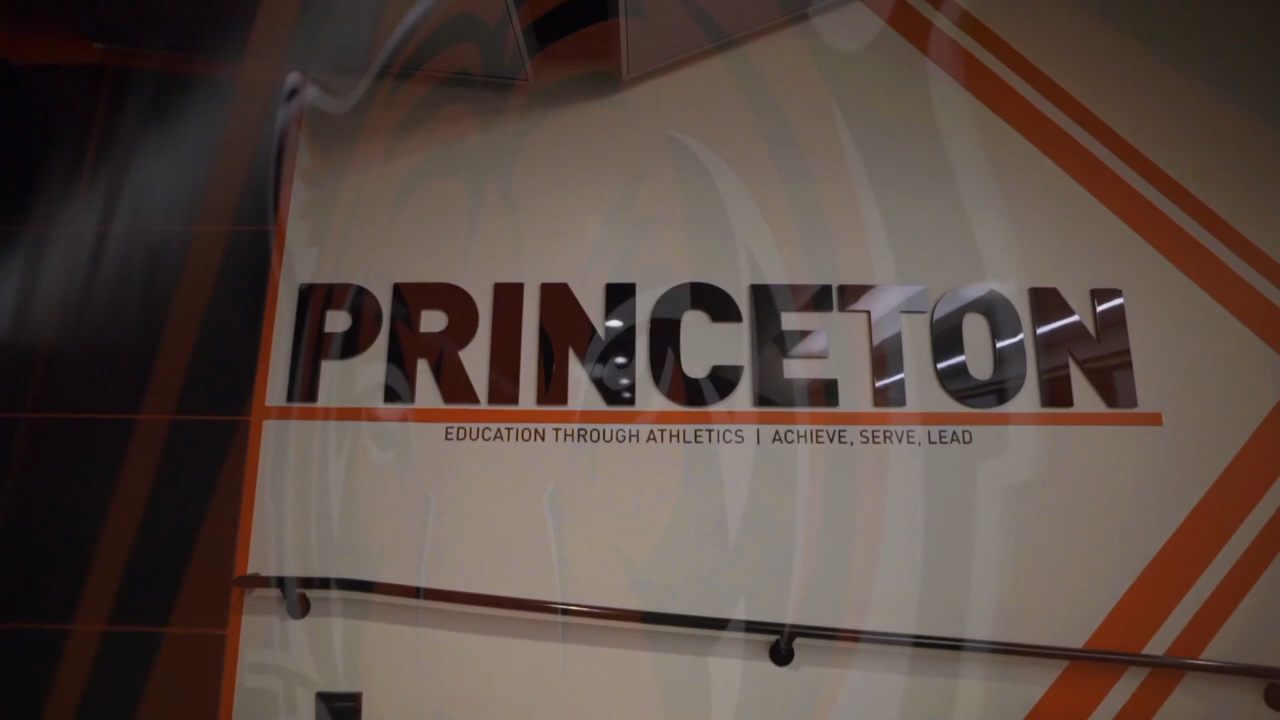 PRINCETON
EDUCATION THROUGH ATHLETICS | ACHIEVE, SERVE, LEAD